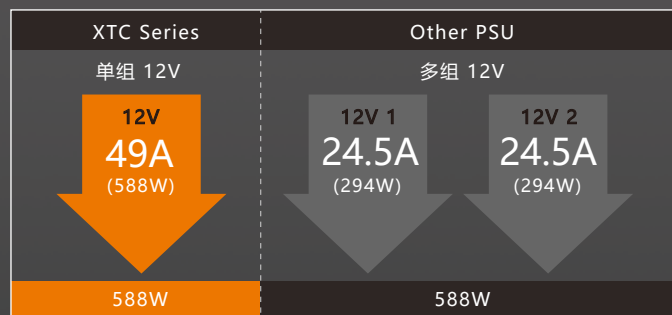 XTC Series
Other PSU
单组 12V
多组 12V
12V
12V 1
12V 2
49A
24.5A
24.5A
(588W)
(294W)
(294W)
588W
588W